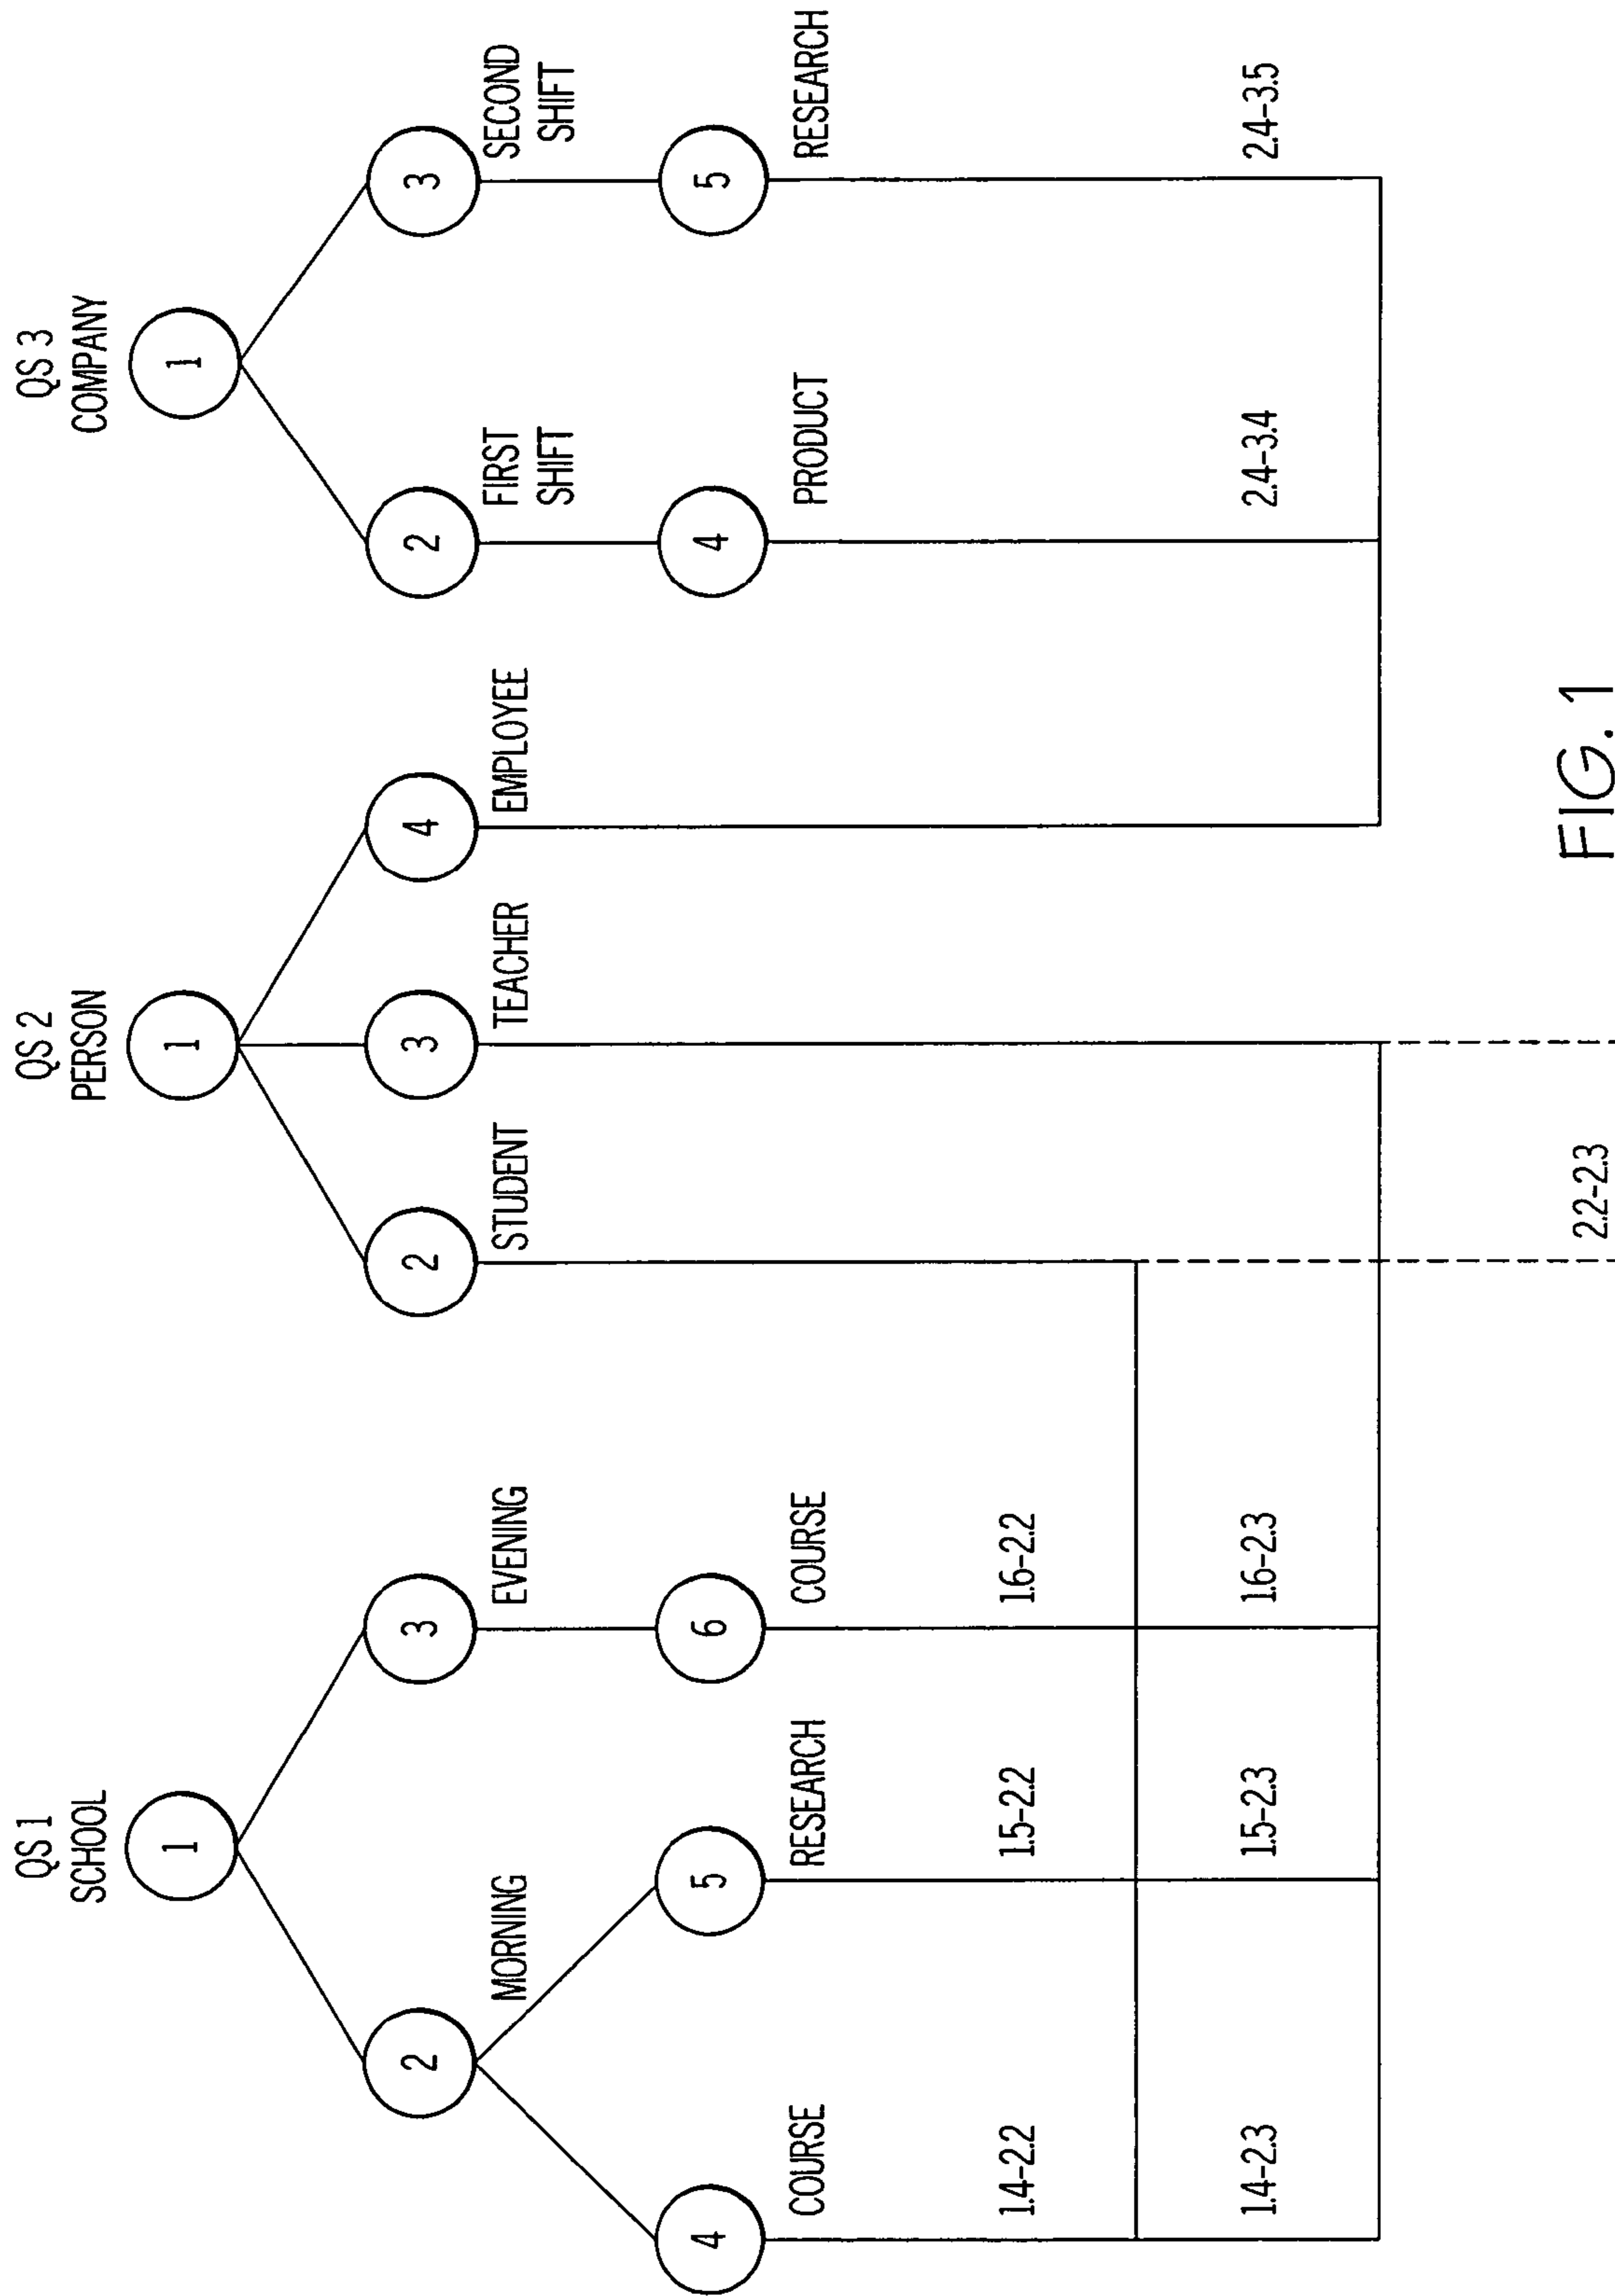 QS 1
SCHOOL
QS 2
PERSON
QS 3
COMPANY
1
1
1
2
MORNING
3
EVENING
2
STUDENT
3
TEACHER
4
EMPLOYEE
2
FIRST
SHIFT
3
SECOND
SHIFT
4
COURSE
5
RESEARCH
6
COURSE
4
PRODUCT
5
RESEARCH
1.4-2.2
1.5-2.2
1.6-2.2
1.4-2.3
1.5-2.3
1.6-2.3
2.4-3.4
2.4-3.5
2.2-2.3
FIG. 1